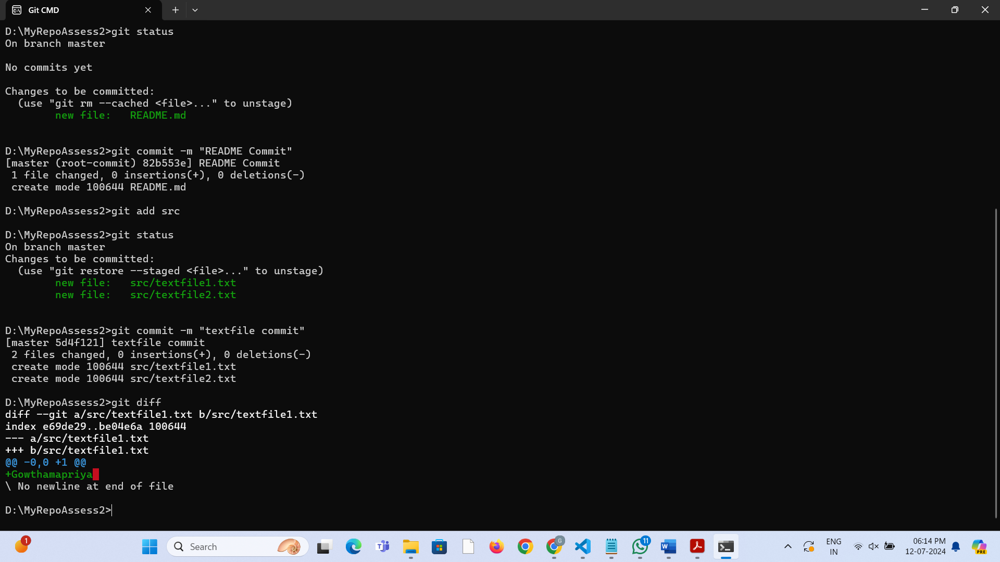 Git CMD
D:\MyRepoAssess2>git status
On branch master
No commits yet
Changes to be committed:
  (use "git rm --cached <file>..." to unstage)
        new file:   README.md
D:\MyRepoAssess2>git commit -m "README Commit"
[master (root-commit) 82b553e] README Commit
 1 file changed, 0 insertions(+), 0 deletions(-)
 create mode 100644 README.md
D:\MyRepoAssess2>git add src
D:\MyRepoAssess2>git status
On branch master
Changes to be committed:
  (use "git restore --staged <file>..." to unstage)
        new file:   src/textfile1.txt
        new file:   src/textfile2.txt
D:\MyRepoAssess2>git commit -m "textfile commit"
[master 5d4f121] textfile commit
 2 files changed, 0 insertions(+), 0 deletions(-)
 create mode 100644 src/textfile1.txt
 create mode 100644 src/textfile2.txt
D:\MyRepoAssess2>git diff
diff --git a/src/textfile1.txt b/src/textfile1.txt
index e69de29..be04e6a 100644
--- a/src/textfile1.txt
+++ b/src/textfile1.txt
@@ -0,0 +1 @@
+Gowthamapriya
\ No newline at end of file
D:\MyRepoAssess2>
1
Search
T
G
11
W
ENG
IN
06:14 PM
12-07-2024
PRE